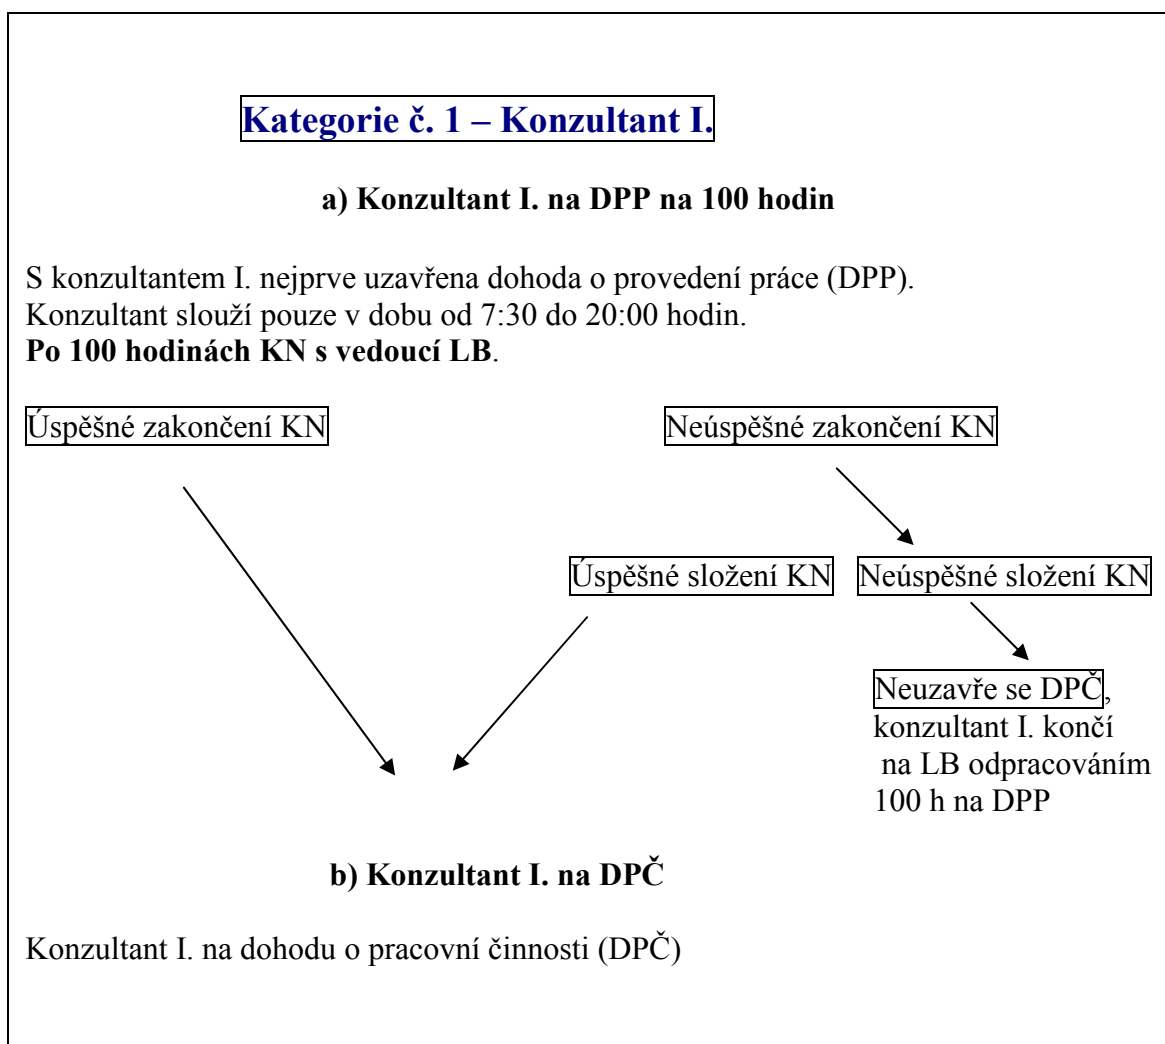 Kategorie č. 1 – Konzultant I.
a) Konzultant I. na DPP na 100 hodin
S konzultantem I. nejprve uzavřena dohoda o provedení práce (DPP).
Konzultant slouží pouze v dobu od 7:30 do 20:00 hodin.
Po 100 hodinách KN s vedoucí LB.
Úspěšné zakončení KN
Neúspěšné zakončení KN
Úspěšné složení KN
Neúspěšné složení KN
Neuzavře se DPČ,
konzultant I. končí
na LB odpracováním
100 h na DPP
b) Konzultant I. na DPČ
Konzultant I. na dohodu o pracovní činnosti (DPČ)